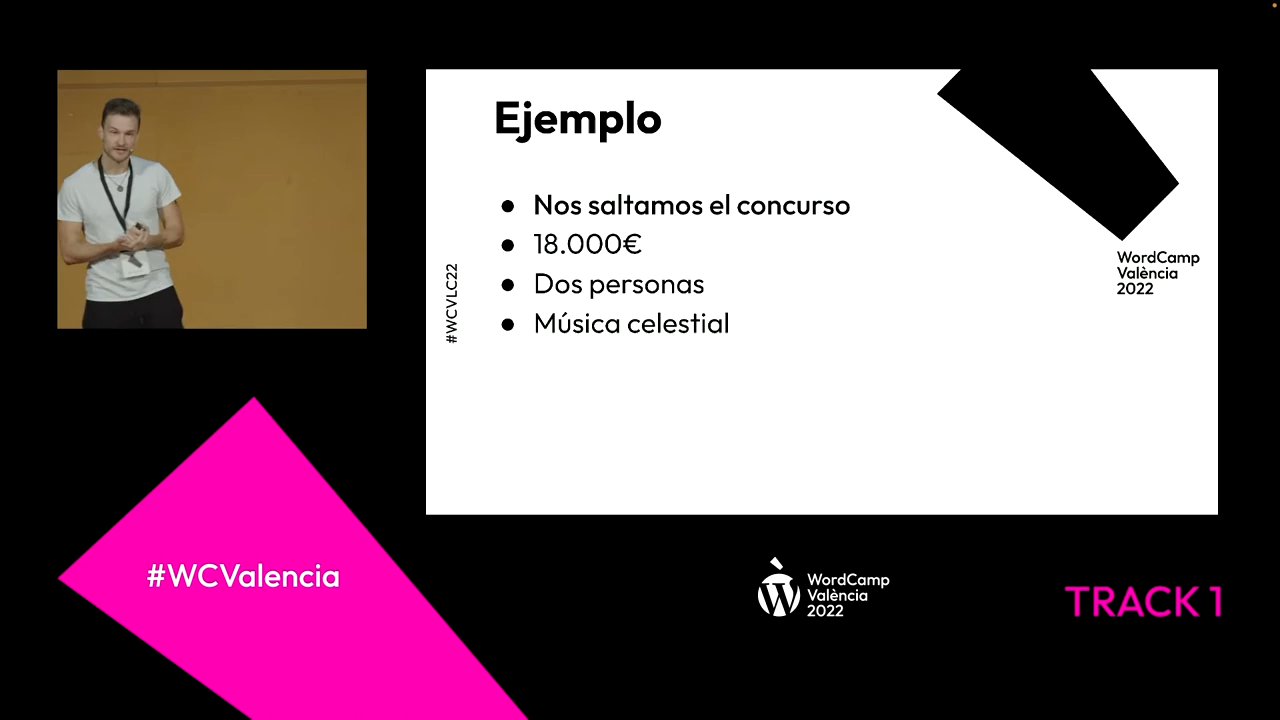 Ejemplo
● Nos saltamos el concurso
● 18.000€
● Dos personas
● Música celestial
#WCVLC22
WordCamp
València
2022
#WCValencia
WordCamp
València
2022
TRACK 1